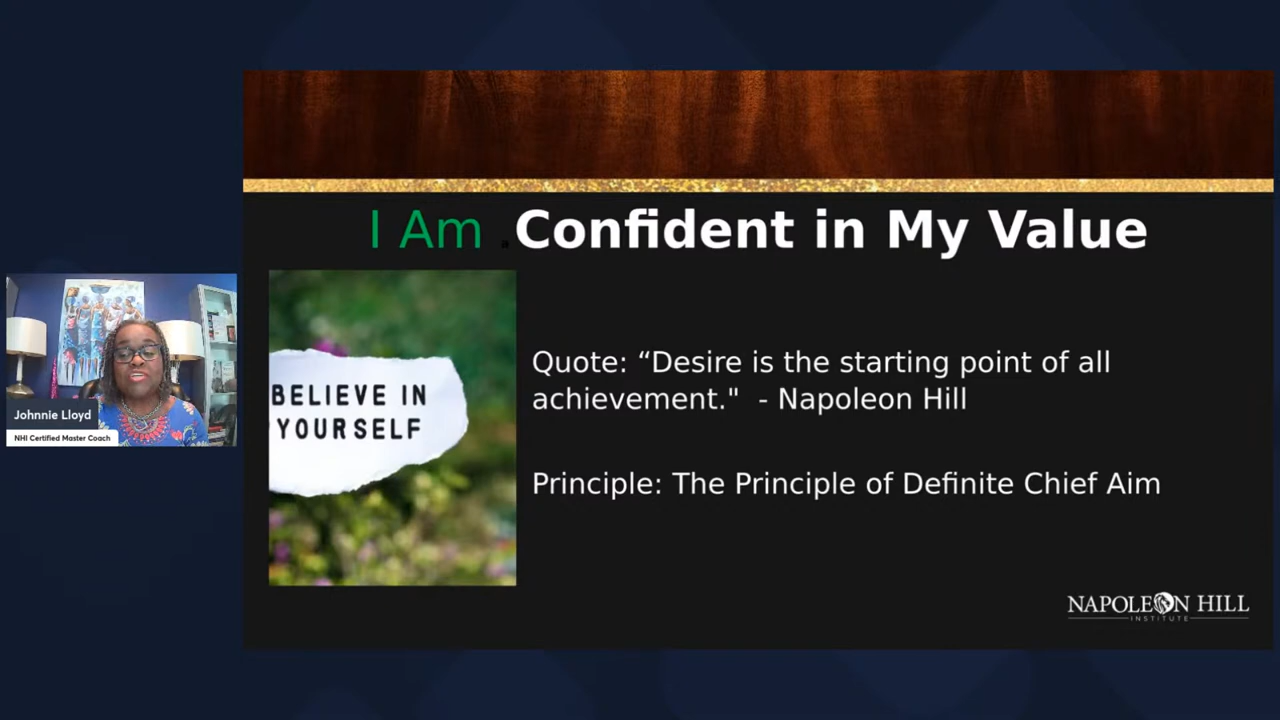 I Am .Confident in My Value
BELIEVE IN
YOURSELF
Quote: “Desire is the starting point of all
achievement." - Napoleon Hill
Principle: The Principle of Definite Chief Aim
Johnnie Lloyd
NHI Certified Master Coach
NAPOLEON HILL
INSTITUTE